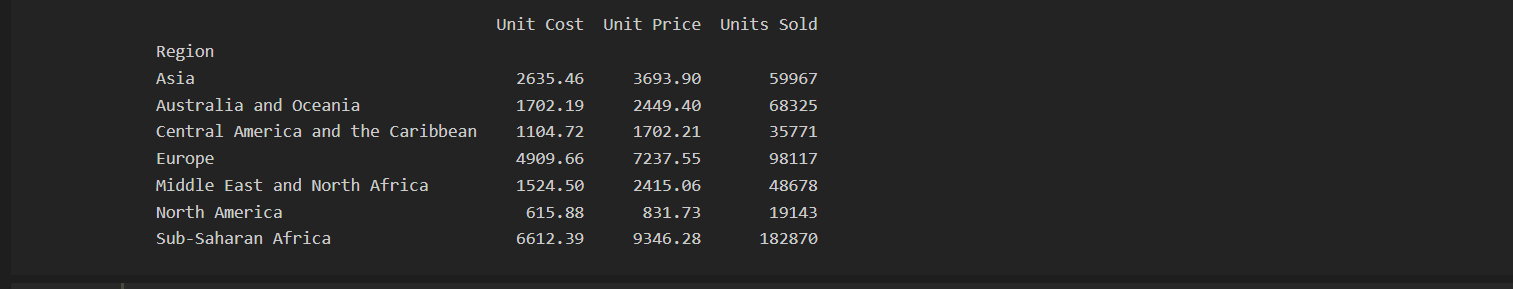 Unit Cost Unit Price Units Sold
Region
Asia 2635.46 3693.90 59967
Australia and Oceania 1702.19 2449.40 68325
Central America and the Caribbean 1104.72 1702.21 35771
Europe 4909.66 7237.55 98117
Middle East and North Africa 1524.50 2415.06 48678
North America 615.88 831.73 19143
Sub-Saharan Africa 6612.39 9346.28 182870